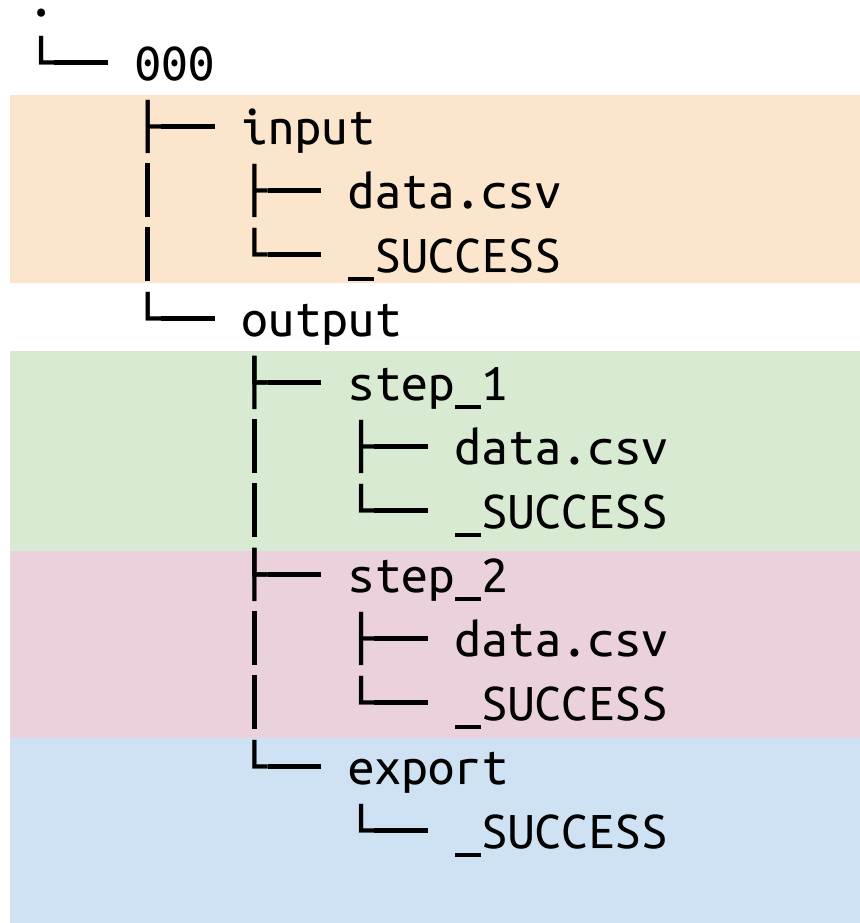 .
└── 000
    ├── input
    │   ├── data.csv
    │   └── _SUCCESS
    └── output
        ├── step_1
        │   ├── data.csv
        │   └── _SUCCESS
        ├── step_2
        │   ├── data.csv
        │   └── _SUCCESS
        └── export
            └── _SUCCESS